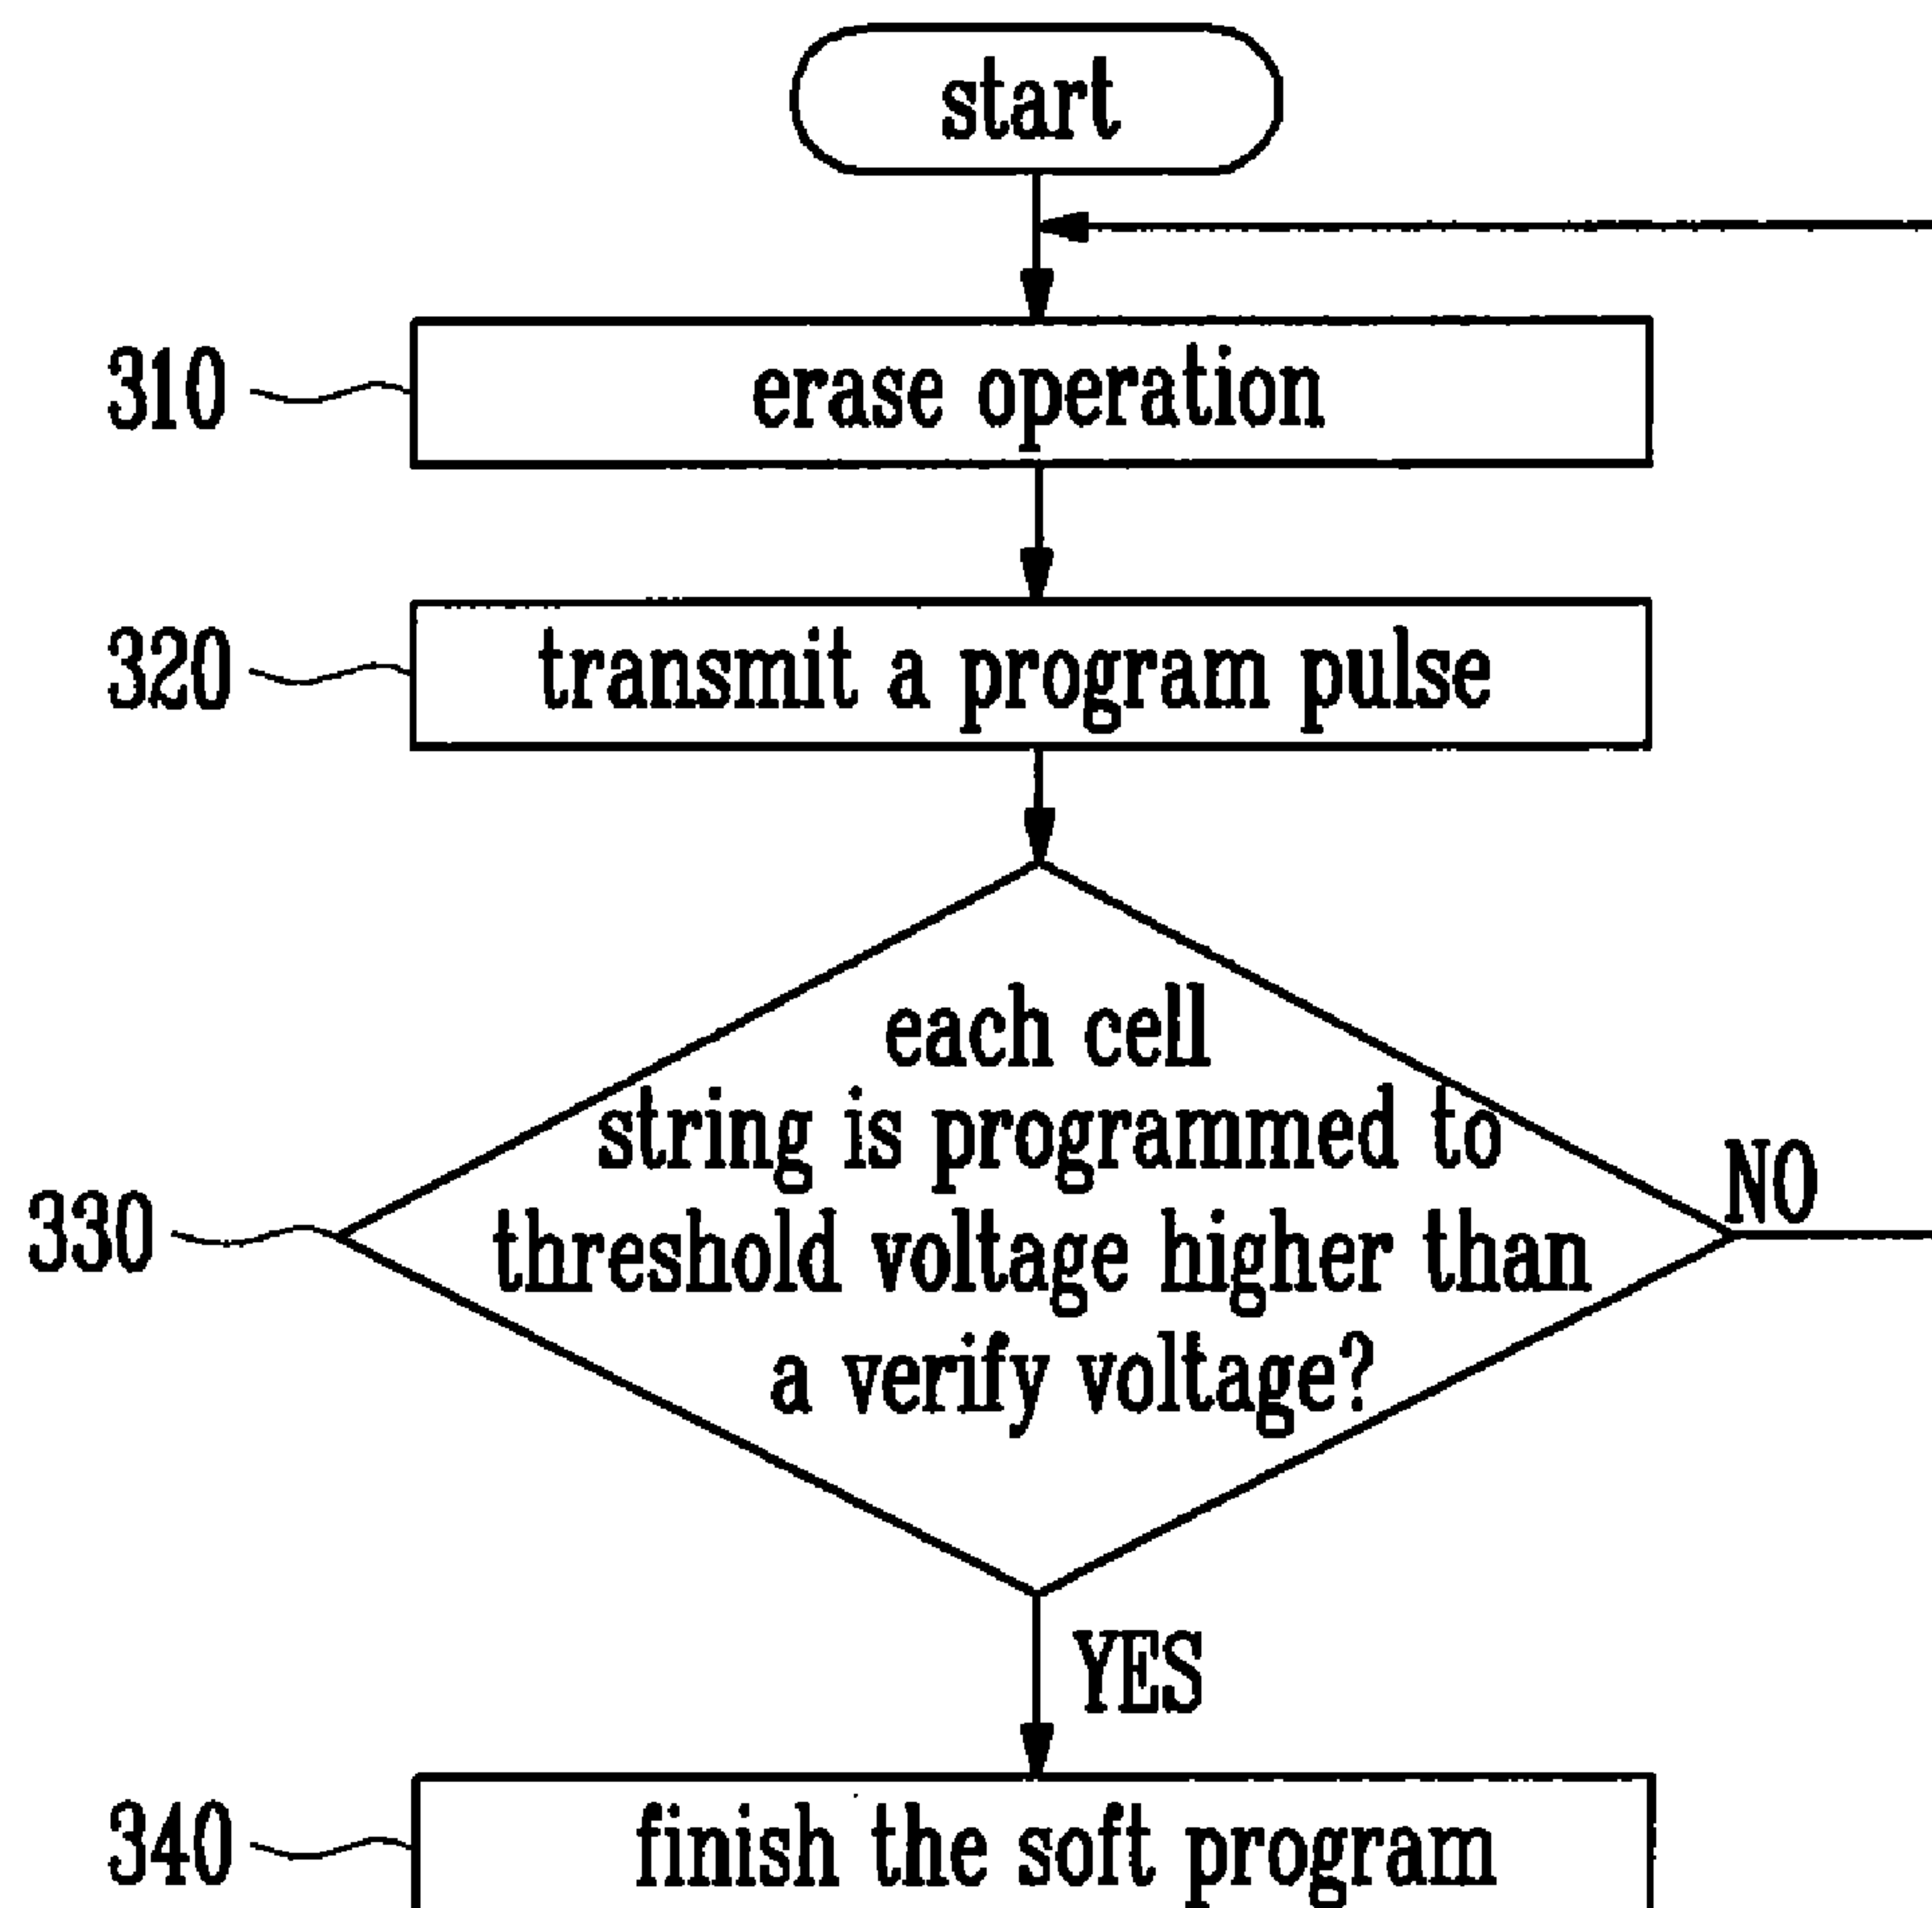 start
310 erase operation
320 transmit a program pulse
each cell
string is programmed to
330 threshold voltage higher than
NO
a verify voltage?
YES
340 finish the soft program